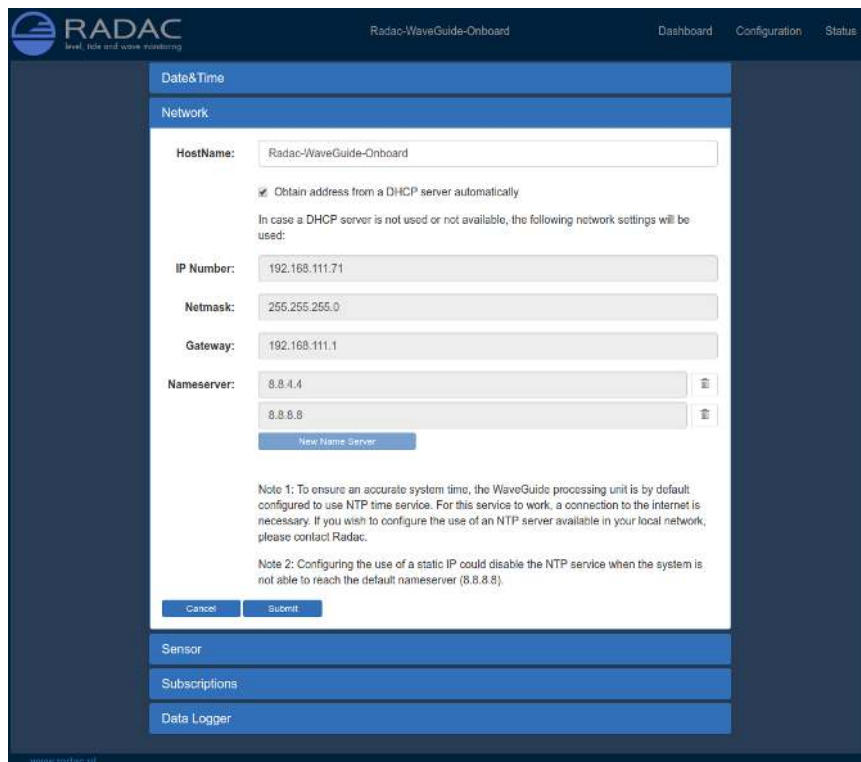 RADAC
level, tide and wave monitoring
Radac-WaveGuide-Onboard
Dashboard
Configuration
Status
Date&Time
Network
HostName:
Radac-WaveGuide-Onboard
Obtain address from a DHCP server automatically
In case a DHCP server is not used or not available, the following network settings will be
used:
IP Number:
192.168.111.71
Netmask:
255.255.255.0
Gateway:
192.168.111.1
Nameserver:
8.8.4.4
8.8.8.8
New Name Server
Note 1: To ensure an accurate system time, the WaveGuide processing unit is by default
configured to use NTP time service. For this service to work, a connection to the internet is
necessary. If you wish to configure the use of an NTP server available in your local network,
please contact Radac.
Note 2: Configuring the use of a static IP could disable the NTP service when the system is
not able to reach the default nameserver (8.8.8.8).
Cancel
Submit
Sensor
Subscriptions
Data Logger